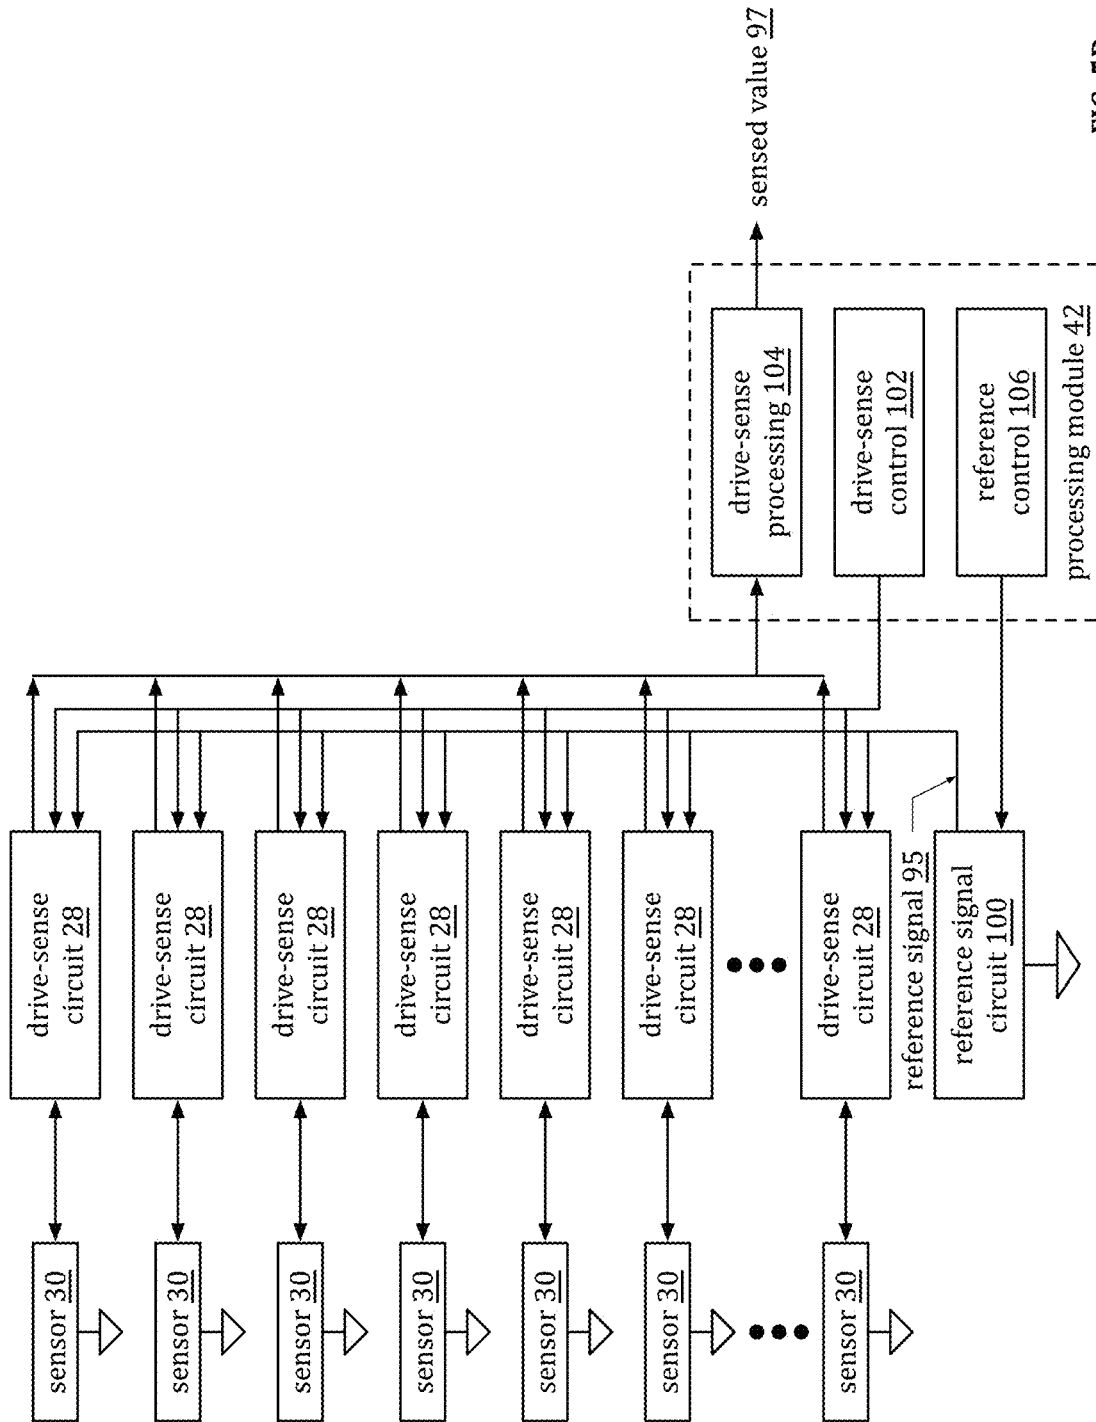 sensor 30
drive-sense
circuit 28
sensor 30
drive-sense
circuit 28
sensor 30
drive-sense
circuit 28
sensor 30
drive-sense
circuit 28
sensor 30
drive-sense
circuit 28
sensor 30
drive-sense
circuit 28
sensor 30
drive-sense
circuit 28
reference signal 95
reference signal
circuit 100
drive-sense
processing 104
sensed value 97
drive-sense
control 102
reference
control 106
processing module 42